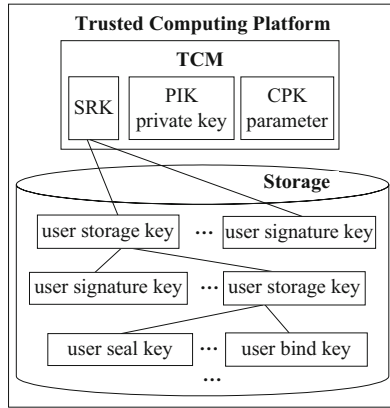 Trusted Computing Platform
TCM
SRK
PIK
private key
CPK
parameter
Storage
user storage key
...
user signature key
user signature key
...
user storage key
user seal key
...
user bind key
...